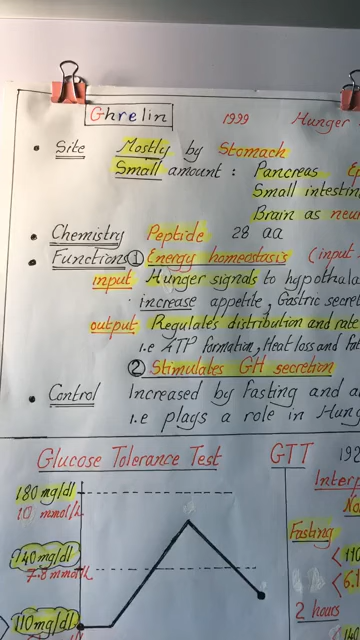 Ghrelin 1999 Hunger
• Site Mostly by Stomach
Small amount : Pancreas
Small intestin
Brain as neu
• Chemistry Peptide 28 aa
• Functions ① Energy homeostasis (input
input Hunger signals to hypothala
increase appetite, Gastric secret
output Regulates distribution and rate
i.e ATP formation, Heat loss and fat
② Stimulates GH secretion
• Control Increased by Fasting and a
i.e plays a role in Hung
Glucose Tolerance Test
180 mg/dl
10 mmol/L
140 mg/dl
7.8 mmol/L
110 mg/dl
GTT 192
Interp
No
Fasting
< 110
< 6.1
2 hours